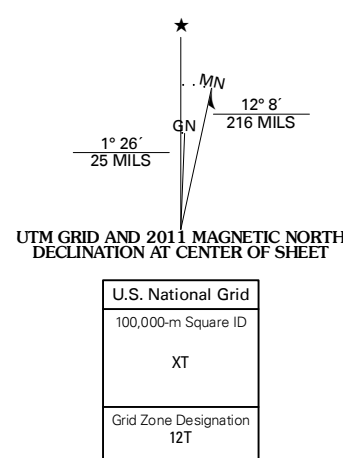 ★
MN
GN
12° 8´
216 MILS
1° 26´
25 MILS
UTM GRID AND 2011 MAGNETIC NORTH
DECLINATION AT CENTER OF SHEET
U.S. National Grid
100,000-m Square ID
XT
Grid Zone Designation
12T